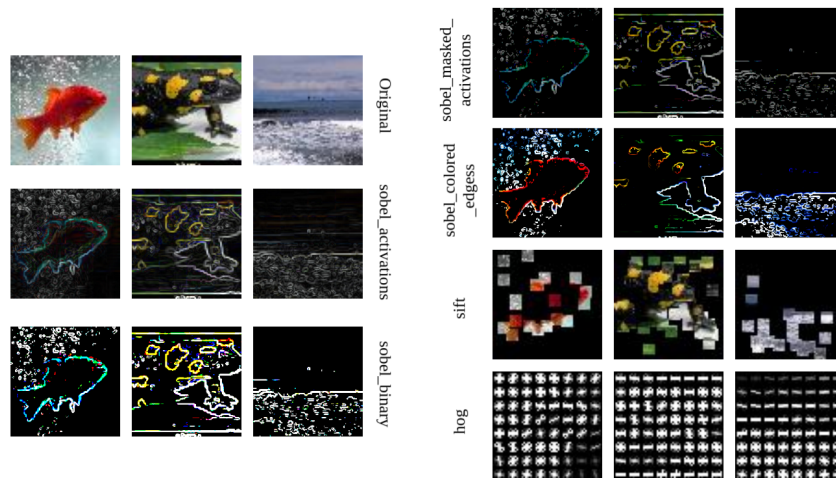 Original
sobel_activations
sobel_binary
sobel_masked_
activations
sobel_colored
_edgess
sift
hog